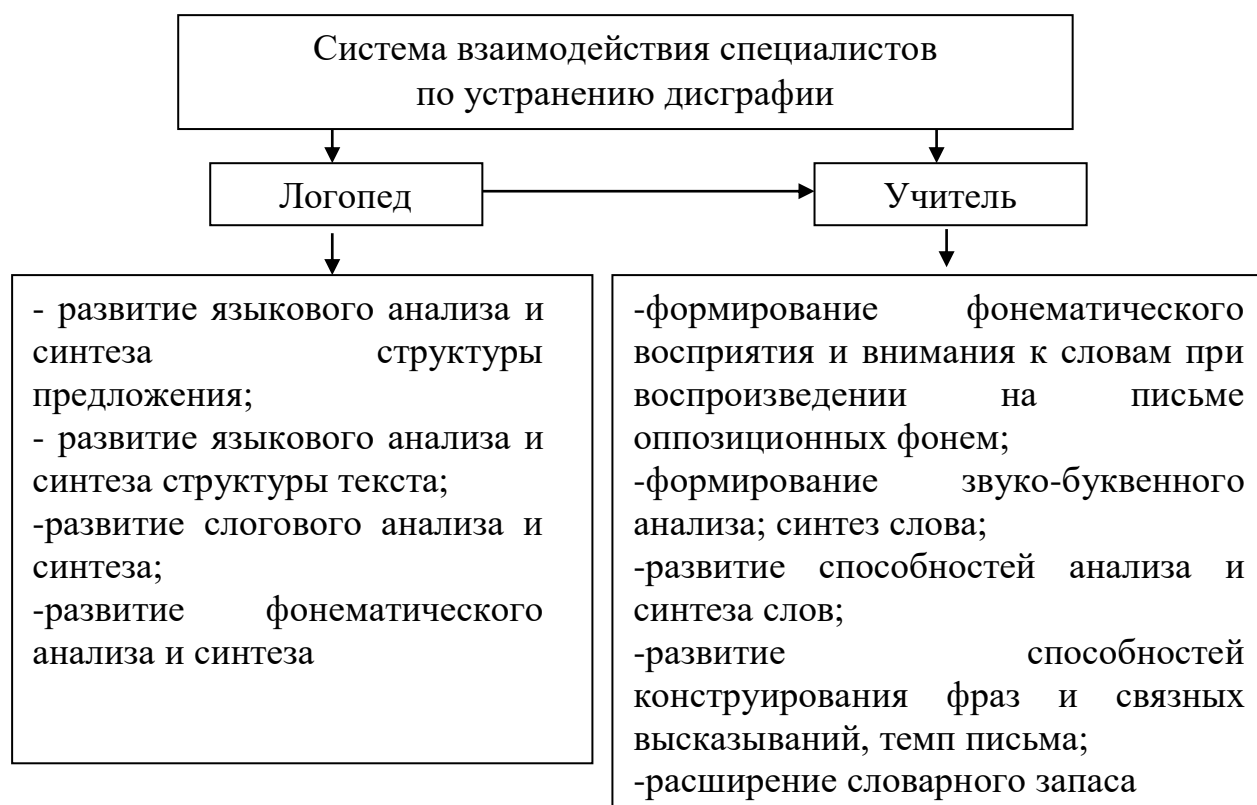 Система взаимодействия специалистов
по устранению дисграфии
Логопед
Учитель
- развитие языкового анализа и
синтеза структуры
предложения;
- развитие языкового анализа и
синтеза структуры текста;
-развитие слогового анализа и
синтеза;
-развитие фонематического
анализа и синтеза
-формирование фонематического
восприятия и внимания к словам при
воспроизведении на письме
оппозиционных фонем;
-формирование звуко-буквенного
анализа; синтез слова;
-развитие способностей анализа и
синтеза слов;
-развитие способностей
конструирования фраз и связных
высказываний, темп письма;
-расширение словарного запаса